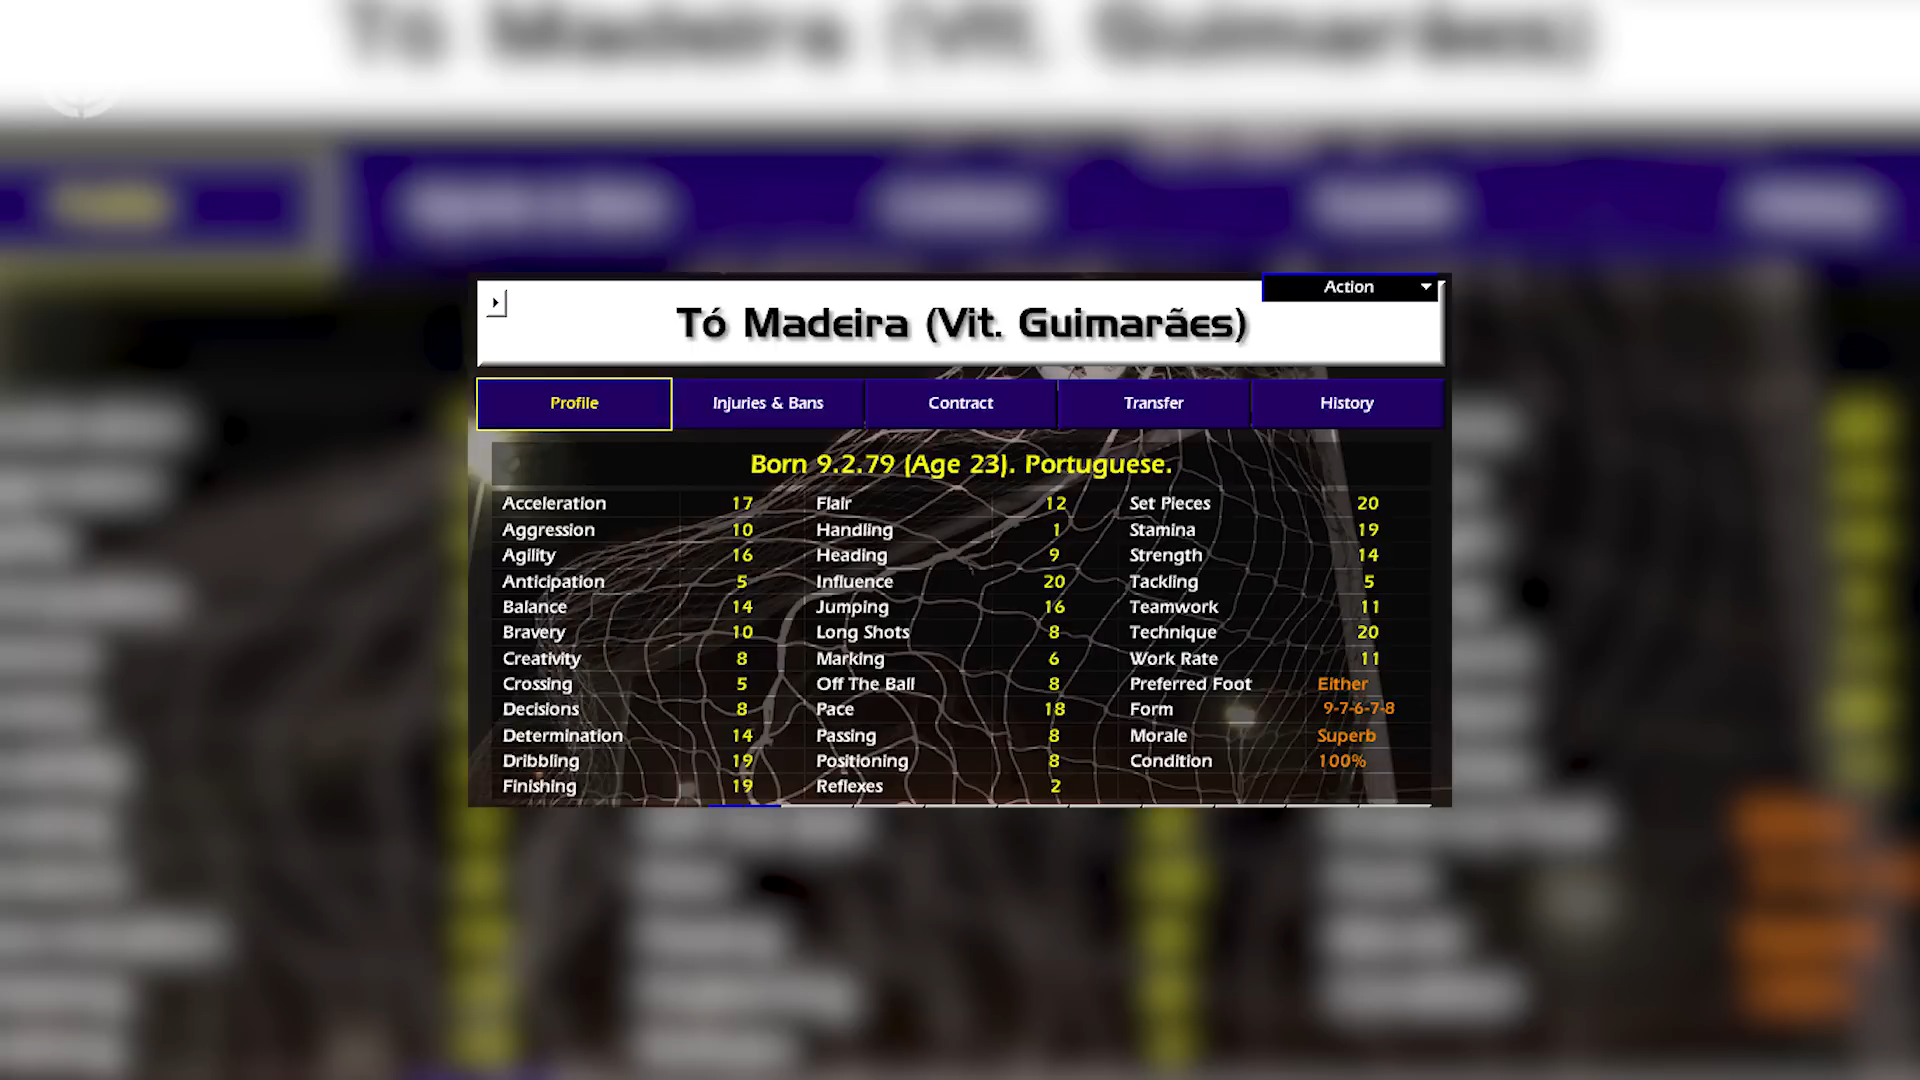 Tó Madeira (Vit. Guimarães)
Action
Tó Madeira (Vit. Guimarães)
Profile Injuries & Bans Contract Transfer History
Born 9.2.79 (Age 23). Portuguese.
Acceleration 17 Flair 12 Set Pieces 20
Aggression 10 Handling 1 Stamina 19
Agility 16 Heading 9 Strength 14
Anticipation 5 Influence 20 Tackling 5
Balance 14 Jumping 16 Teamwork 11
Bravery 10 Long Shots 8 Technique 20
Creativity 8 Marking 6 Work Rate 11
Crossing 5 Off The Ball 8 Preferred Foot Either
Decisions 8 Pace 18 Form 9-7-6-7-8
Determination 14 Passing 8 Morale Superb
Dribbling 19 Positioning 8 Condition 100%
Finishing 19 Reflexes 2